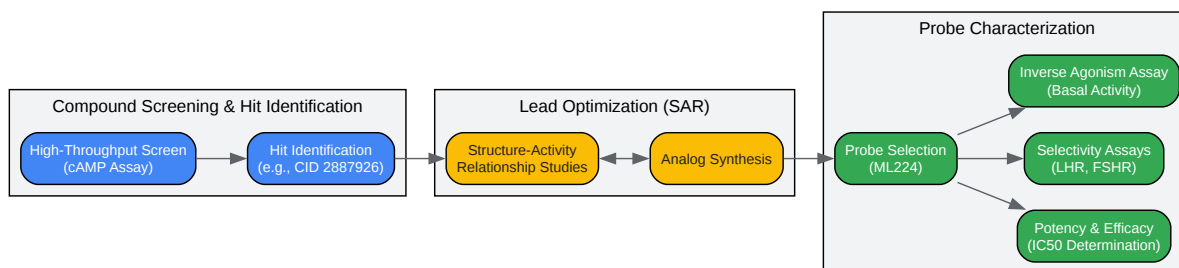 Compound Screening & Hit Identification
High-Throughput Screen
(cAMP Assay)
Hit Identification
(e.g., CID 2887926)
Lead Optimization (SAR)
Structure-Activity
Relationship Studies
Analog Synthesis
Probe Characterization
Probe Selection
(ML224)
Inverse Agonism Assay
(Basal Activity)
Selectivity Assays
(LHR, FSHR)
Potency & Efficacy
(IC50 Determination)